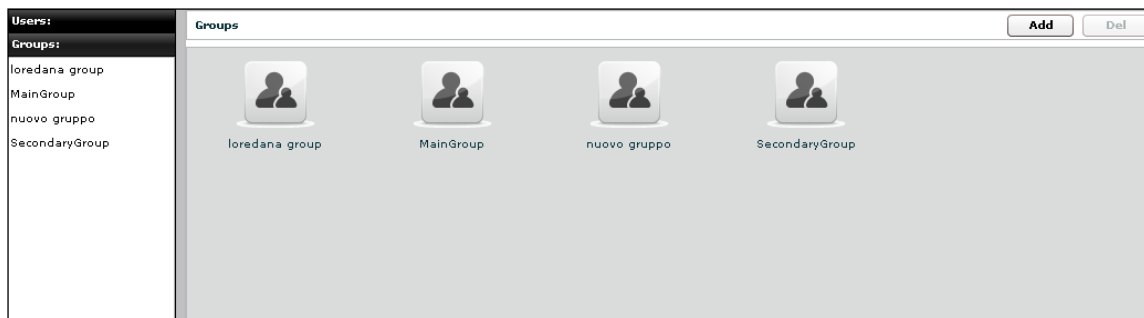 Users:
Groups:
loredana group
MainGroup
nuovo gruppo
SecondaryGroup
Groups
Add
Del
loredana group
MainGroup
nuovo gruppo
SecondaryGroup